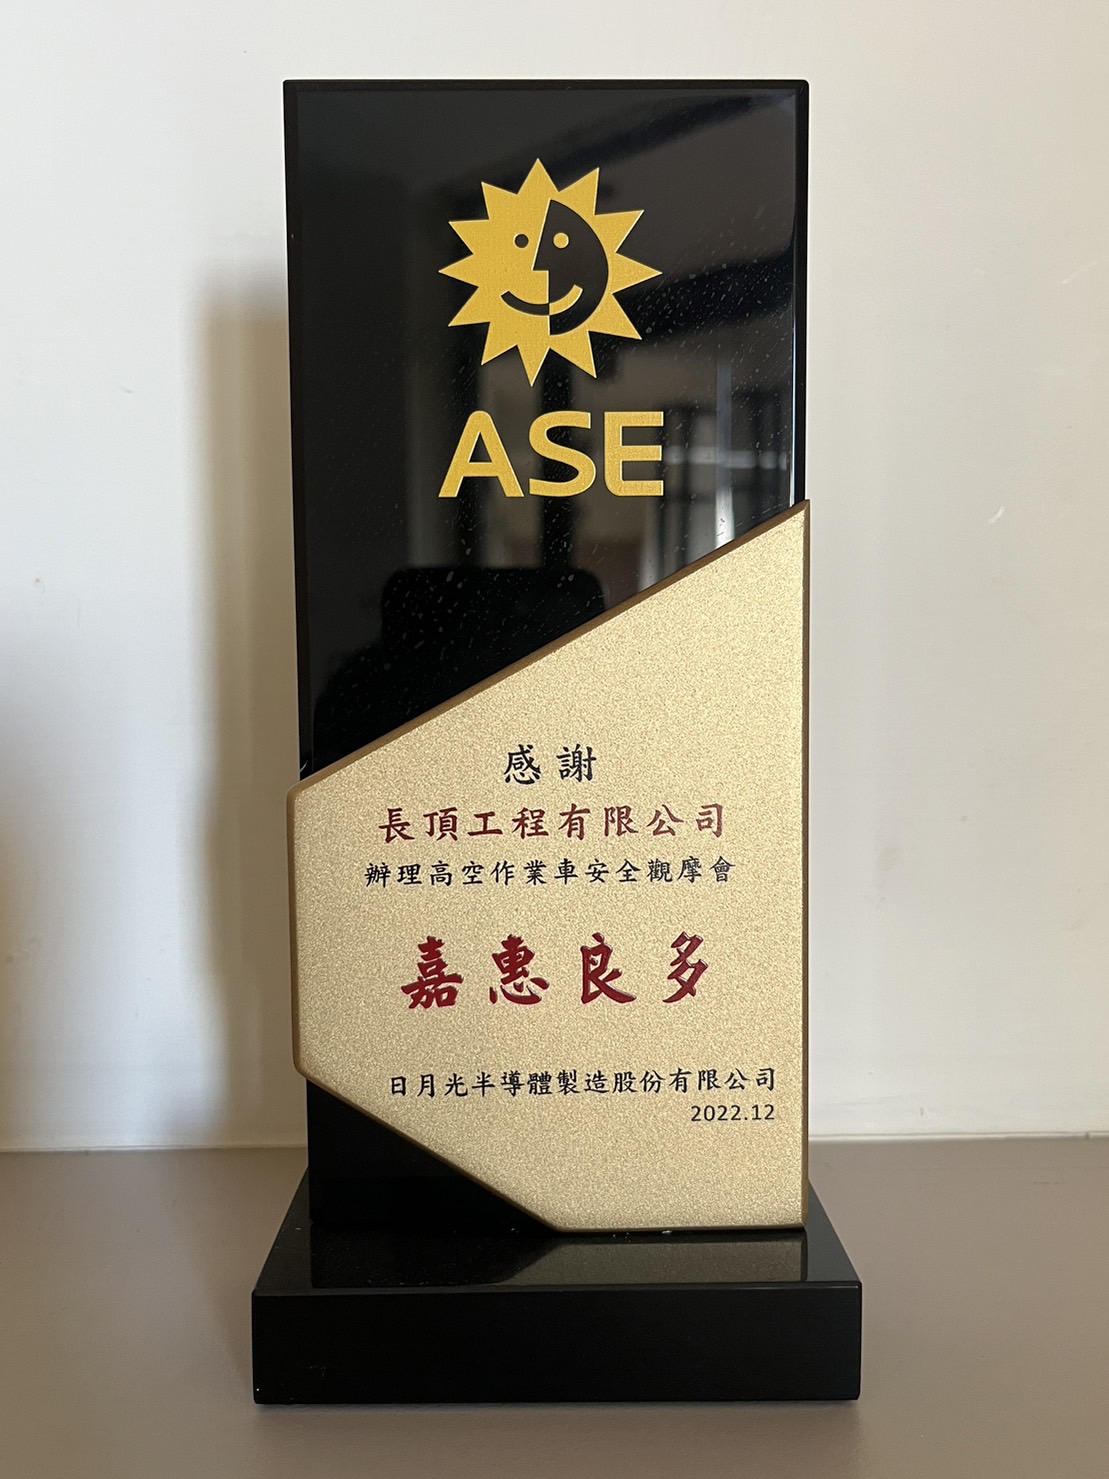 ASE
感謝
長頂工程有限公司
辦理高空作業車安全觀摩會
嘉惠良多
日月光半導體製造股份有限公司
2022.12